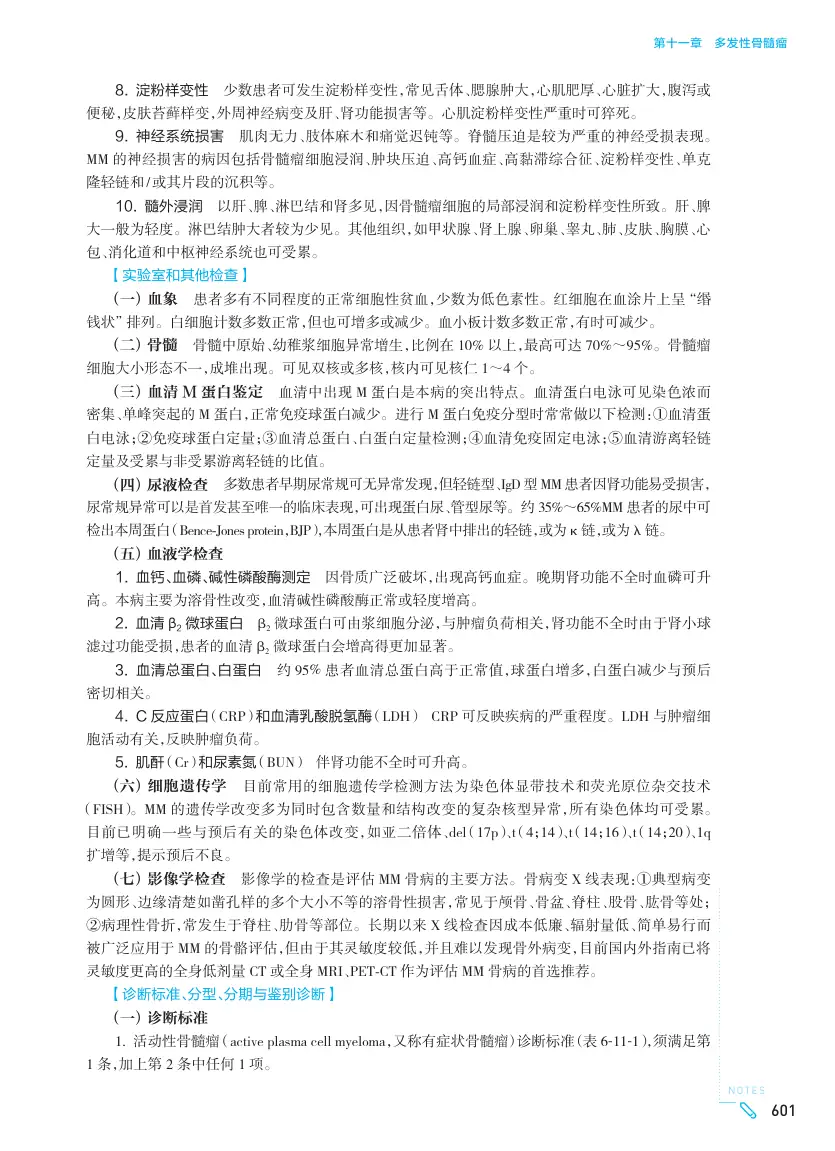 第十一章 多发性骨髓瘤
8. 淀粉样变性 少数患者可发生淀粉样变性,常见舌体、腮腺肿大,心肌肥厚、心脏扩大,腹泻或
便秘,皮肤苔藓样变,外周神经病变及肝、肾功能损害等。心肌淀粉样变性严重时可猝死。
9. 神经系统损害 肌肉无力、肢体麻木和痛觉迟钝等。脊髓压迫是较为严重的神经受损表现。
MM 的神经损害的病因包括骨髓瘤细胞浸润、肿块压迫、高钙血症、高黏滞综合征、淀粉样变性、单克
隆轻链和/或其片段的沉积等。
10. 髓外浸润 以肝、脾、淋巴结和肾多见,因骨髓瘤细胞的局部浸润和淀粉样变性所致。肝、脾
大一般为轻度。淋巴结肿大者较为少见。其他组织,如甲状腺、肾上腺、卵巢、睾丸、肺、皮肤、胸膜、心
包、消化道和中枢神经系统也可受累。
【实验室和其他检查】
(一) 血象 患者多有不同程度的正常细胞性贫血,少数为低色素性。红细胞在血涂片上呈“缗
钱状”排列。白细胞计数多数正常,但也可增多或减少。血小板计数多数正常,有时可减少。
(二) 骨髓 骨髓中原始、幼稚浆细胞异常增生,比例在 10% 以上,最高可达 70%～95%。骨髓瘤
细胞大小形态不一,成堆出现。可见双核或多核,核内可见核仁 1～4 个。
(三) 血清 M 蛋白鉴定 血清中出现 M 蛋白是本病的突出特点。血清蛋白电泳可见染色浓而
密集、单峰突起的 M 蛋白,正常免疫球蛋白减少。进行 M 蛋白免疫分型时常常做以下检测:①血清蛋
白电泳;②免疫球蛋白定量;③血清总蛋白、白蛋白定量检测;④血清免疫固定电泳;⑤血清游离轻链
定量及受累与非受累游离轻链的比值。
(四) 尿液检查 多数患者早期尿常规可无异常发现,但轻链型、IgD 型 MM 患者因肾功能易受损害,
尿常规异常可以是首发甚至唯一的临床表现,可出现蛋白尿、管型尿等。约 35%～65%MM 患者的尿中可
检出本周蛋白(Bence-Jones protein,BJP),本周蛋白是从患者肾中排出的轻链,或为 κ 链,或为 λ 链。
(五) 血液学检查
1. 血钙、血磷、碱性磷酸酶测定 因骨质广泛破坏,出现高钙血症。晚期肾功能不全时血磷可升
高。本病主要为溶骨性改变,血清碱性磷酸酶正常或轻度增高。
2. 血清 β₂ 微球蛋白 β₂ 微球蛋白可由浆细胞分泌,与肿瘤负荷相关,肾功能不全时由于肾小球
滤过功能受损,患者的血清 β₂ 微球蛋白会增高得更加显著。
3. 血清总蛋白、白蛋白 约 95% 患者血清总蛋白高于正常值,球蛋白增多,白蛋白减少与预后
密切相关。
4. C 反应蛋白(CRP)和血清乳酸脱氢酶(LDH) CRP 可反映疾病的严重程度。LDH 与肿瘤细
胞活动有关,反映肿瘤负荷。
5. 肌酐(Cr)和尿素氮(BUN) 伴肾功能不全时可升高。
(六) 细胞遗传学 目前常用的细胞遗传学检测方法为染色体显带技术和荧光原位杂交技术
(FISH)。MM 的遗传学改变多为同时包含数量和结构改变的复杂核型异常,所有染色体均可受累。
目前已明确一些与预后有关的染色体改变,如亚二倍体、del(17p)、t(4;14)、t(14;16)、t(14;20)、1q
扩增等,提示预后不良。
(七) 影像学检查 影像学的检查是评估 MM 骨病的主要方法。骨病变 X 线表现:①典型病变
为圆形、边缘清楚如凿孔样的多个大小不等的溶骨性损害,常见于颅骨、骨盆、脊柱、股骨、肱骨等处;
②病理性骨折,常发生于脊柱、肋骨等部位。长期以来 X 线检查因成本低廉、辐射量低、简单易行而
被广泛应用于 MM 的骨骼评估,但由于其灵敏度较低,并且难以发现骨外病变,目前国内外指南已将
灵敏度更高的全身低剂量 CT 或全身 MRI、PET-CT 作为评估 MM 骨病的首选推荐。
【诊断标准、分型、分期与鉴别诊断】
(一) 诊断标准
1. 活动性骨髓瘤(active plasma cell myeloma,又称有症状骨髓瘤)诊断标准(表 6-11-1),须满足第
1 条,加上第 2 条中任何 1 项。
NOTES
601